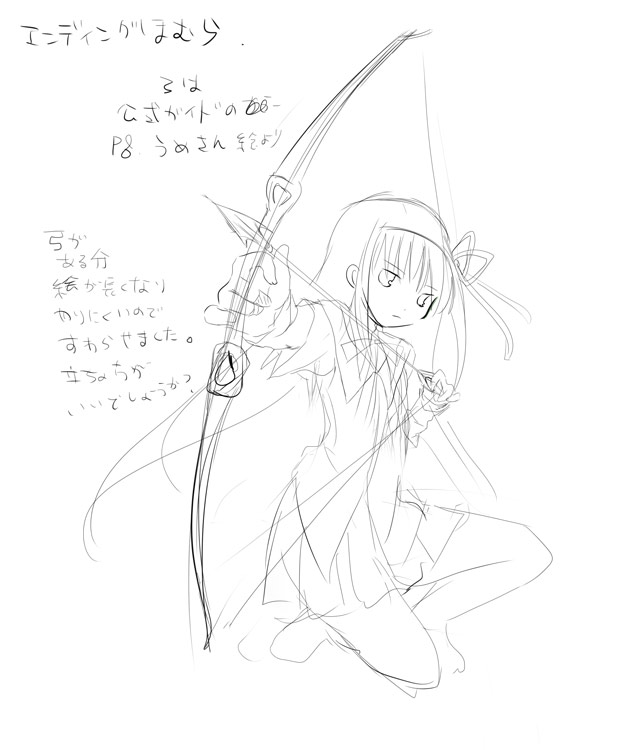 エンディングほむら.
弓は
公式ガイドの
P8. うめさん絵より
弓が
ある分
絵が長くなり
やりにくいので
すわらせました。
立ちょちが
いいでしょうか?